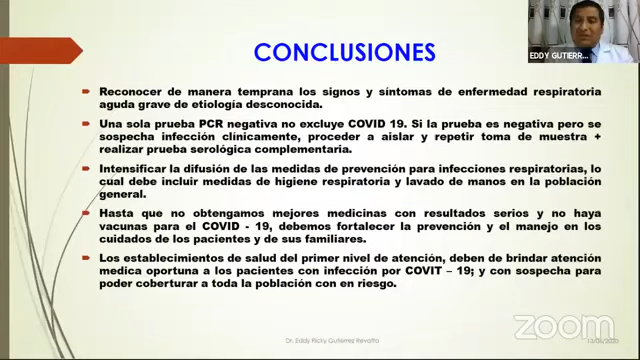 EDDY GUTIERR...
CONCLUSIONES
Reconocer de manera temprana los signos y síntomas de enfermedad respiratoria
aguda grave de etiología desconocida.
Una sola prueba PCR negativa no excluye COVID 19. Si la prueba es negativa pero se
sospecha infección clínicamente, proceder a aislar y repetir toma de muestra +
realizar prueba serológica complementaria.
Intensificar la difusión de las medidas de prevención para infecciones respiratorias, lo
cual debe incluir medidas de higiene respiratoria y lavado de manos en la población
general.
Hasta que no obtengamos mejores medicinas con resultados serios y no haya
vacunas para el COVID - 19, debemos fortalecer la prevención y el manejo en los
cuidados de los pacientes y de sus familiares.
Los establecimientos de salud del primer nivel de atención, deben de brindar atención
medica oportuna a los pacientes con infección por COVIT – 19; y con sospecha para
poder coberturar a toda la población con en riesgo.
Dr. Eddy Ricky Gutierrez Revatta
zoom